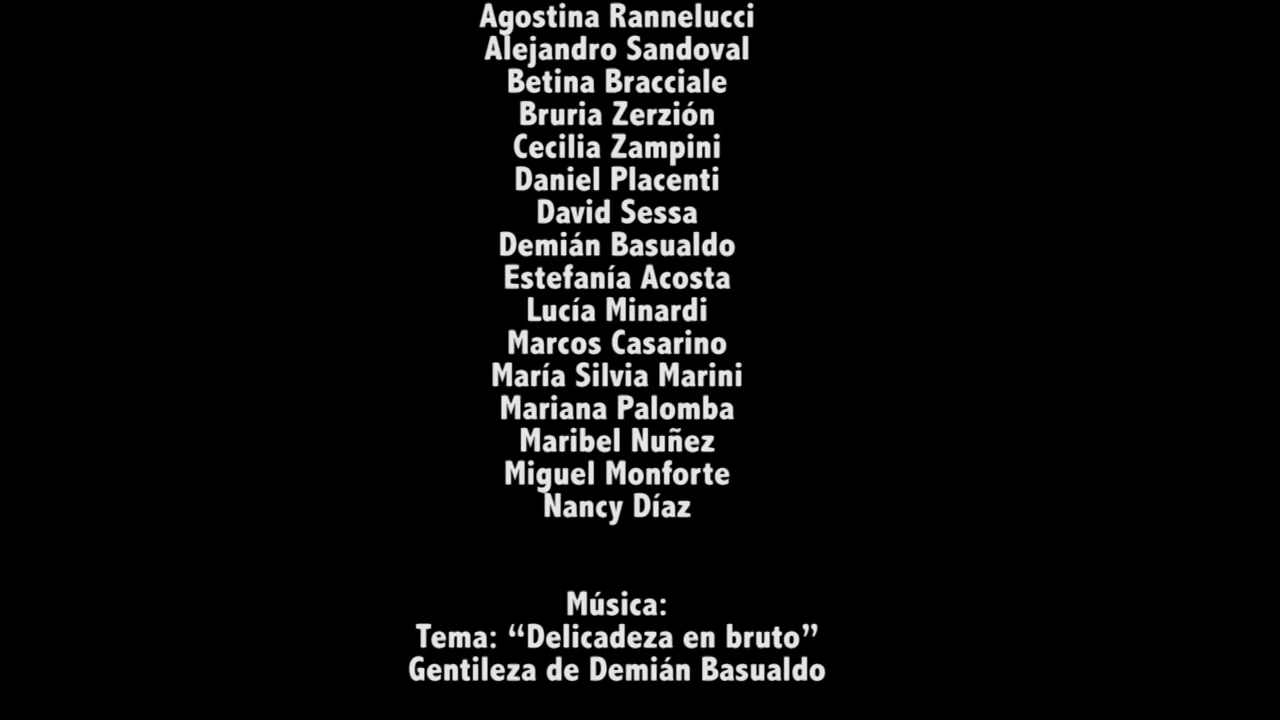 Agostina Rannelucci
Alejandro Sandoval
Betina Bracciale
Bruria Zerzión
Cecilia Zampini
Daniel Placenti
David Sessa
Demián Basualdo
Estefanía Acosta
Lucía Minardi
Marcos Casarino
María Silvia Marini
Mariana Palomba
Maribel Nuñez
Miguel Monforte
Nancy Díaz
Música:
Tema: “Delicadeza en bruto”
Gentileza de Demián Basualdo